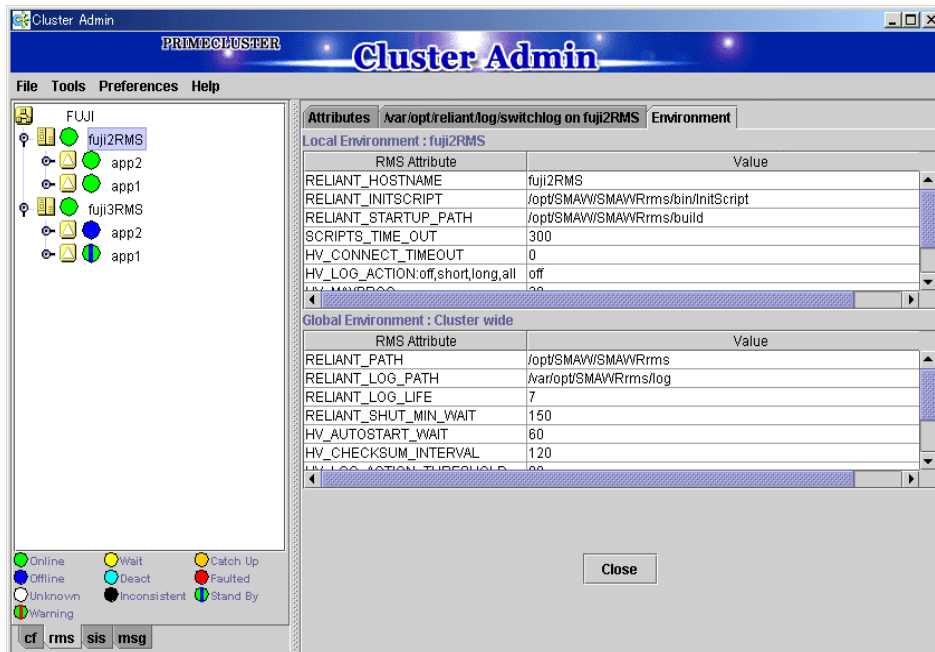 Cluster Admin
PRIMECLUSTER
Cluster Admin
File Tools Preferences Help
FUJI
fuji2RMS
app2
app1
fuji3RMS
app2
app1
Online Wait Catch Up
Offline Deact Faulted
Unknown Inconsistent Stand By
Warning
cf rms sis msg
Attributes /var/opt/reliant/log/switchlog on fuji2RMS Environment
Local Environment : fuji2RMS
RMS Attribute Value
RELIANT_HOSTNAME fuji2RMS
RELIANT_INITSCRIPT /opt/SMAW/SMAWRrms/bin/InitScript
RELIANT_STARTUP_PATH /opt/SMAW/SMAWRrms/build
SCRIPTS_TIME_OUT 300
HV_CONNECT_TIMEOUT 0
HV_LOG_ACTION:off,short,long,all off
Global Environment : Cluster wide
RMS Attribute Value
RELIANT_PATH /opt/SMAW/SMAWRrms
RELIANT_LOG_PATH /var/opt/SMAWRrms/log
RELIANT_LOG_LIFE 7
RELIANT_SHUT_MIN_WAIT 150
HV_AUTOSTART_WAIT 60
HV_CHECKSUM_INTERVAL 120
Close